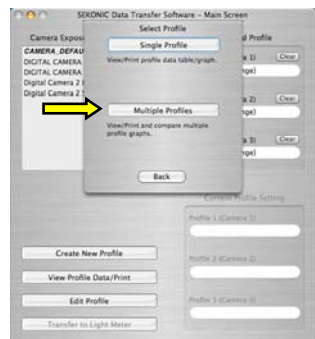 SEKONIC Data Transfer Software – Main Screen
Select Profile
Camera Expos
d Profile
Single Profile
CAMERA_DEFAU
View/Print profile data table/graph.
a 1)
Clear
DIGITAL CAMERA
nge)
DIGITAL CAMERA
Digital Camera 2
Digital Camera 2
a 2)
Clear
Multiple Profiles
nge)
View/Print and compare multiple
profile graphs.
a 3)
Clear
nge)
Back
Current Profile Setting
Profile 1 (Camera 1)
Create New Profile
Profile 2 (Camera 2)
View Profile Data/Print
Edit Profile
Profile 3 (Camera 3)
Transfer to Light Meter